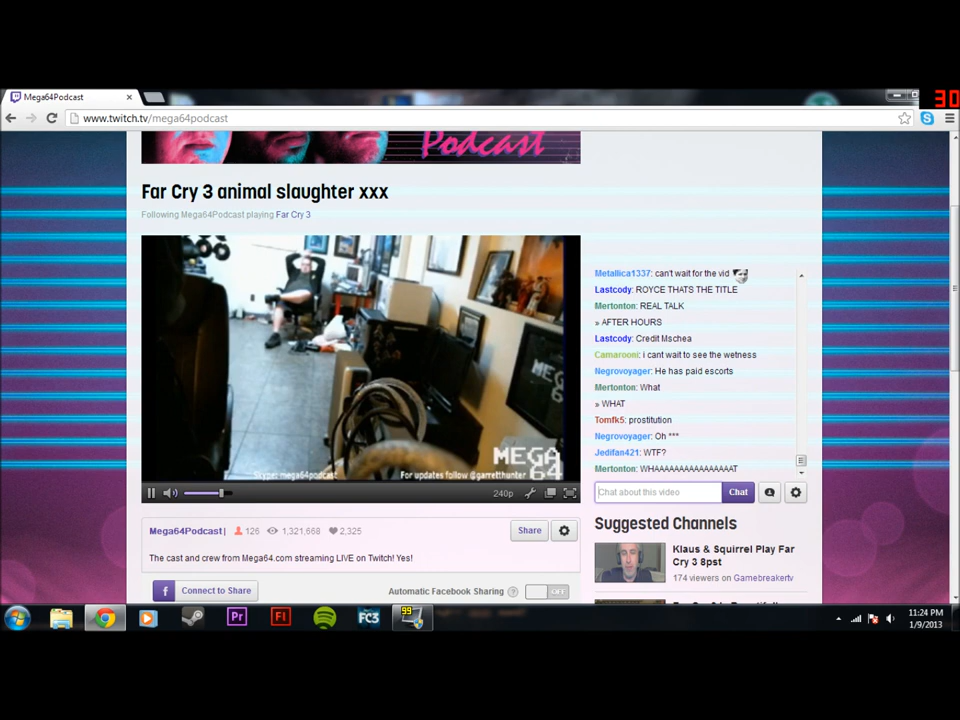 Mega64Podcast
30
www.twitch.tv/mega64podcast
Podcast
Far Cry 3 animal slaughter xxx
Following Mega64Podcast playing Far Cry 3
Metallica1337: can't wait for the vid
Lastcody: ROYCE THATS THE TITLE
Mertonton: REAL TALK
» AFTER HOURS
Lastcody: Credit Mschea
Camarooni: i cant wait to see the wetness
Negrovoyager: He has paid escorts
Mertonton: What
» WHAT
Tomfk5: prostitution
Negrovoyager: Oh ***
Jedifan421: WTF?
Mertonton: WHAAAAAAAAAAAAAAAAT
MEGA
64
MEGA
64
Skype: mega64podcast
For updates follow @garretthunter
240p
Chat about this video
Chat
Mega64Podcast |
126
1,321,668
2,325
Share
The cast and crew from Mega64.com streaming LIVE on Twitch! Yes!
f
Connect to Share
Automatic Facebook Sharing
?
OFF
Suggested Channels
Klaus & Squirrel Play Far
Cry 3 8pst
174 viewers on Gamebreakertv
Pr
Fl
FC3
99
11:24 PM
1/9/2013